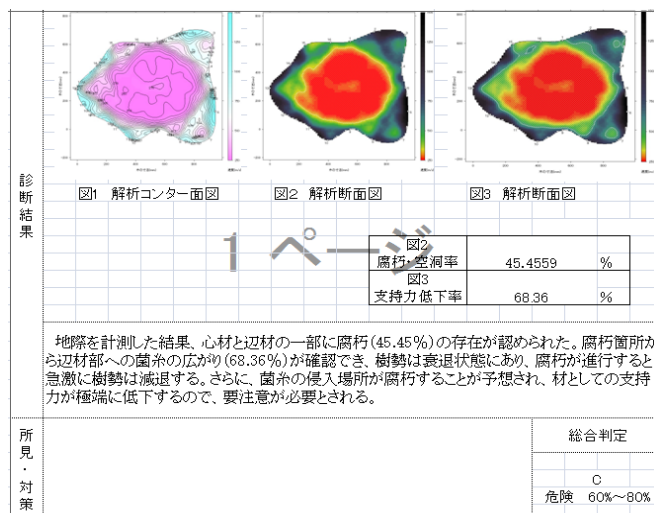 診断結果
図1 解析コンター面図
図2 解析断面図
図3 解析断面図
1 ページ
図2
腐朽・空洞率 45.4559 %
図3
支持力低下率 68.36 %
地際を計測した結果、心材と辺材の一部に腐朽(45.45%)の存在が認められた。腐朽箇所か
ら辺材部への菌糸の広がり(68.36%)が確認でき、樹勢は衰退状態にあり、腐朽が進行すると
急激に樹勢は減退する。さらに、菌糸の侵入場所が腐朽することが予想され、材としての支持
力が極端に低下するので、要注意が必要とされる。
所見・対策
総合判定
C
危険 60%～80%